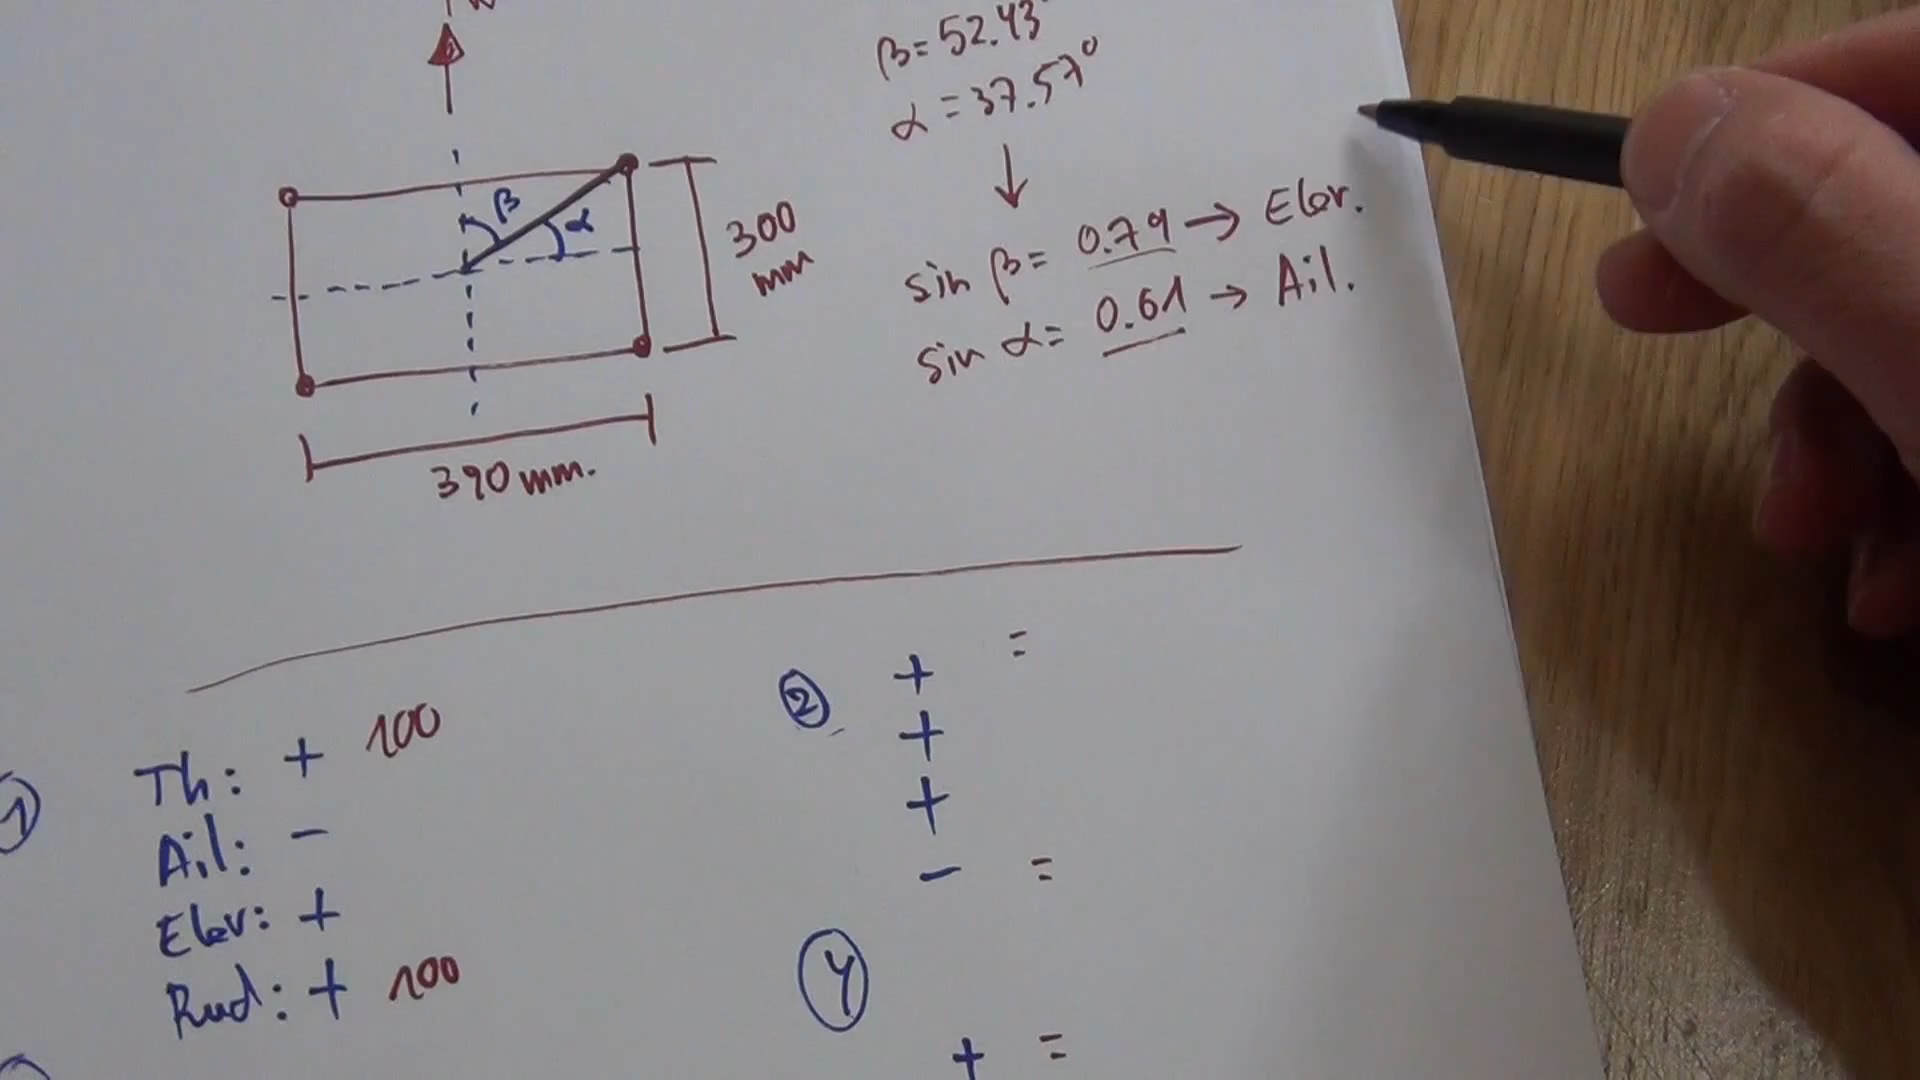 β=52.43°
α=37.57°
β
α
300
mm
sin β= 0.79 → Elev.
sin α= 0.61 → Ail.
390 mm.
1
Th: + 100
Ail: -
Elev: +
Rud: + 100
2
+ =
+
+
- =
4
+ =